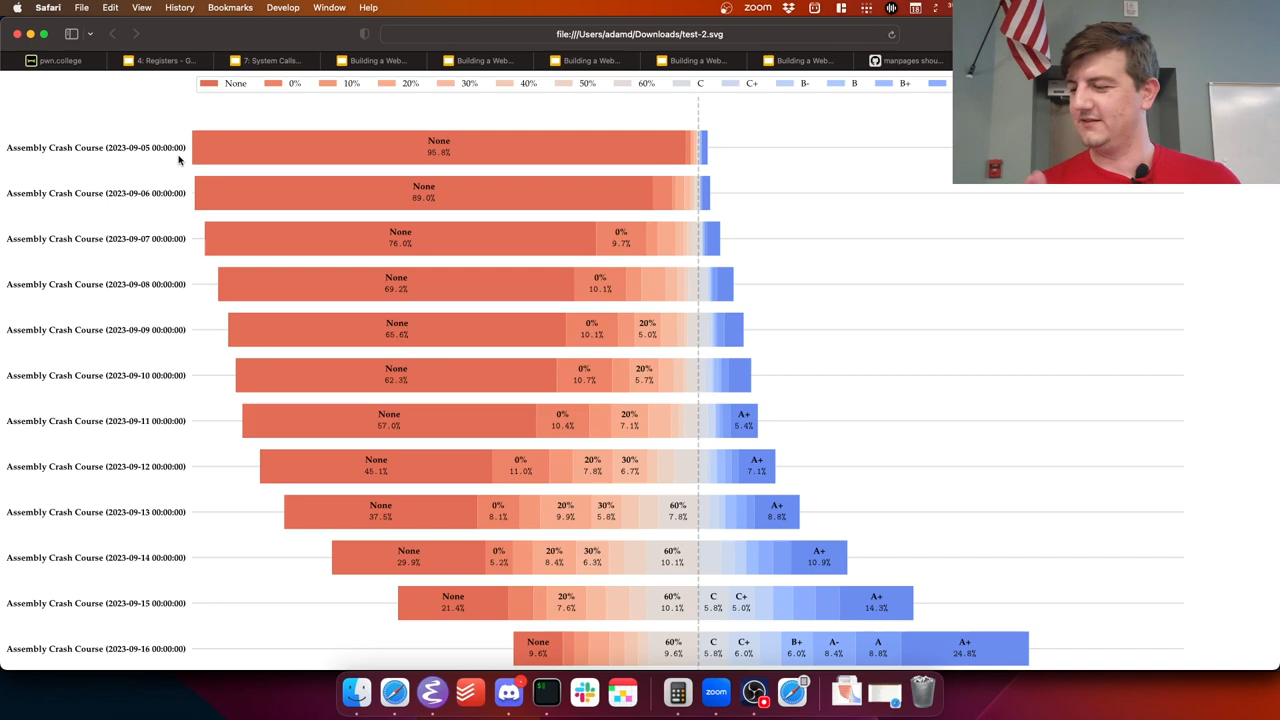 Safari File Edit View History Bookmarks Develop Window Help zoom 18
file:///Users/adamd/Downloads/test-2.svg
pwn.college 4: Registers - G... 7: System Calls... Building a Web... Building a Web... Building a Web... Building a Web... Building a Web... manpages shou...
None 0% 10% 20% 30% 40% 50% 60% C C+ B- B B+
Assembly Crash Course (2023-09-05 00:00:00) None
95.8%
Assembly Crash Course (2023-09-06 00:00:00) None
89.0%
Assembly Crash Course (2023-09-07 00:00:00) None 0%
76.0% 9.7%
Assembly Crash Course (2023-09-08 00:00:00) None 0%
69.2% 10.1%
Assembly Crash Course (2023-09-09 00:00:00) None 0% 20%
65.6% 10.1% 5.0%
Assembly Crash Course (2023-09-10 00:00:00) None 0% 20%
62.3% 10.7% 5.7%
Assembly Crash Course (2023-09-11 00:00:00) None 0% 20% A+
57.0% 10.4% 7.1% 5.4%
Assembly Crash Course (2023-09-12 00:00:00) None 0% 20% 30% A+
45.1% 11.0% 7.8% 6.7% 7.1%
Assembly Crash Course (2023-09-13 00:00:00) None 0% 20% 30% 60% A+
37.5% 8.1% 9.9% 5.8% 7.8% 8.8%
Assembly Crash Course (2023-09-14 00:00:00) None 0% 20% 30% 60% A+
29.9% 5.2% 8.4% 6.3% 10.1% 10.9%
Assembly Crash Course (2023-09-15 00:00:00) None 20% 60% C C+ A+
21.4% 7.6% 10.1% 5.8% 5.0% 14.3%
Assembly Crash Course (2023-09-16 00:00:00) None 60% C C+ B+ A- A A+
9.6% 9.6% 5.8% 6.0% 6.0% 8.4% 8.8% 24.8%
zoom